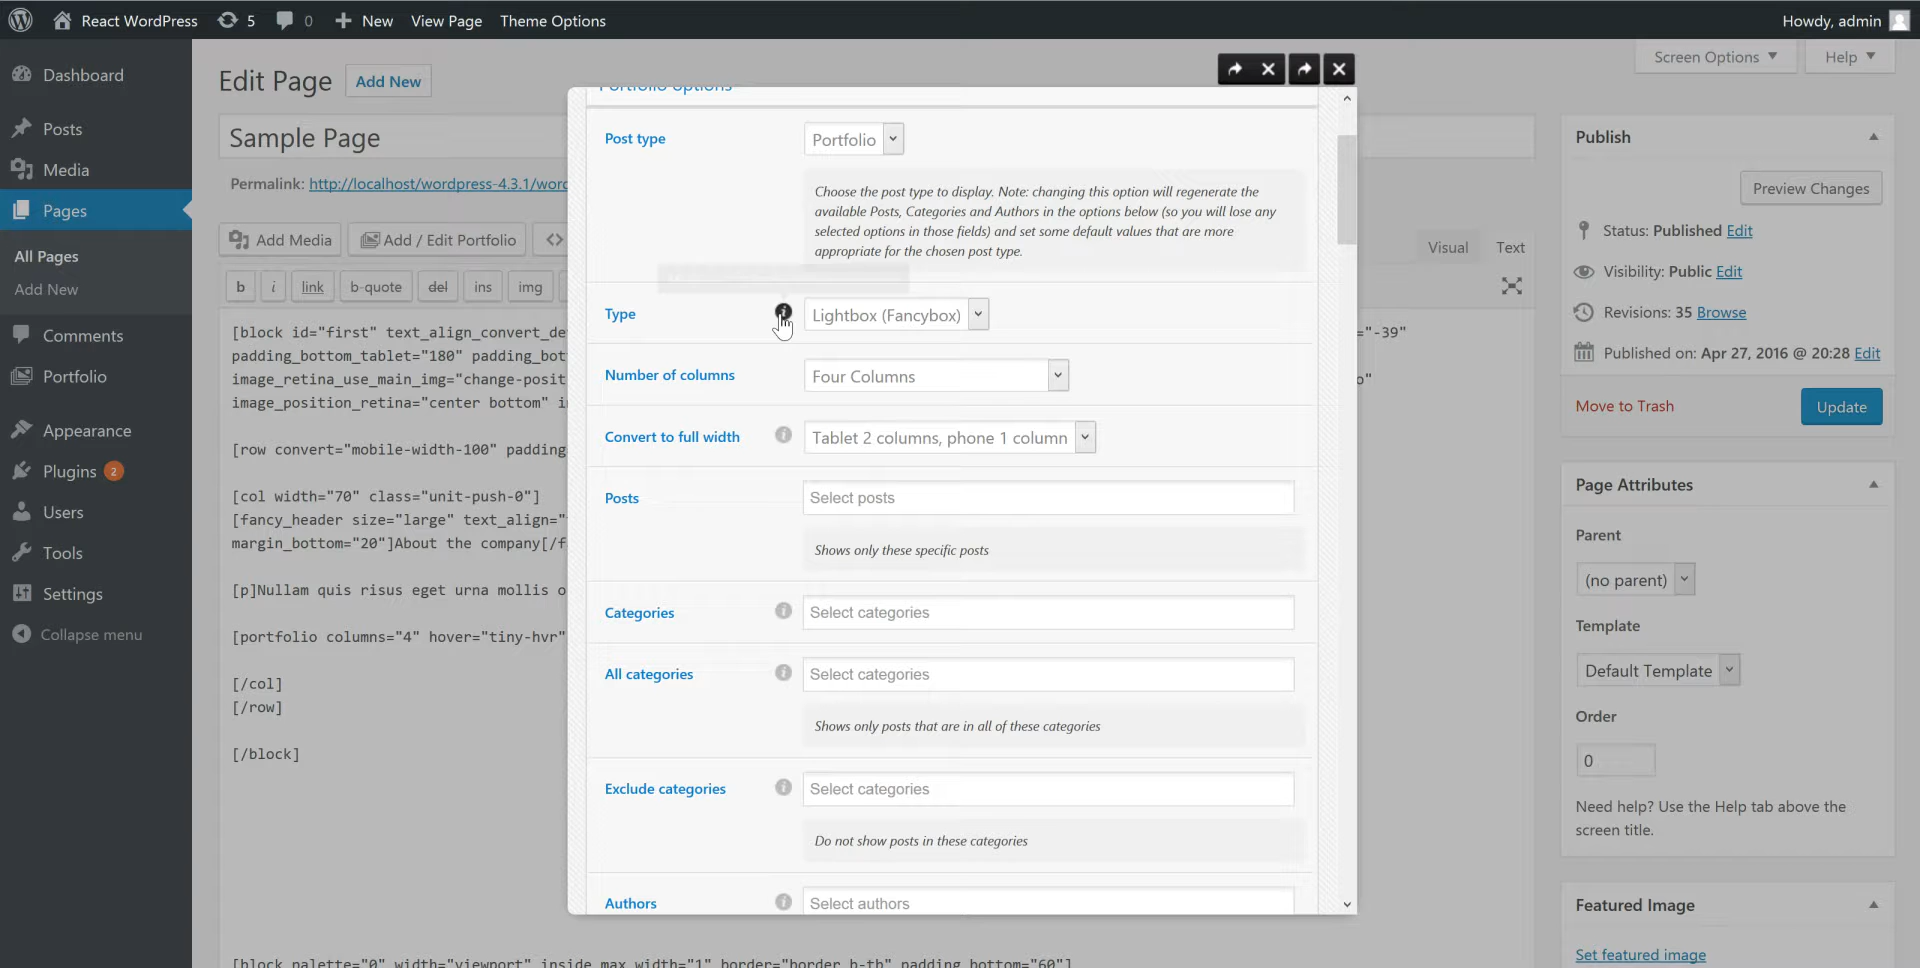 React WordPress 5 0 New View Page Theme Options Howdy, admin
Screen Options Help
Dashboard
Posts
Media
Pages
All Pages
Add New
Comments
Portfolio
Appearance
Plugins 2
Users
Tools
Settings
Collapse menu
Edit Page Add New
Sample Page
Permalink: http://localhost/wordpress-4.3.1/word
Add Media Add / Edit Portfolio <>
Visual Text
b i link b-quote del ins img
[block id="first" text_align_convert_de ="-39"
padding_bottom_tablet="180" padding_bot
image_retina_use_main_img="change-posit o"
image_position_retina="center bottom" i
[row convert="mobile-width-100" padding
[col width="70" class="unit-push-0"]
[fancy_header size="large" text_align="
margin_bottom="20"]About the company[/f
[p]Nullam quis risus eget urna mollis o
[portfolio columns="4" hover="tiny-hvr"
[/col]
[/row]
[/block]
[block palette="0" width="viewport" inside_max_width="1" border="border b-tb" padding_bottom="60"]
Portfolio Options
Post type Portfolio
Choose the post type to display. Note: changing this option will regenerate the
available Posts, Categories and Authors in the options below (so you will lose any
selected options in those fields) and set some default values that are more
appropriate for the chosen post type.
Type Lightbox (Fancybox)
Number of columns Four Columns
Convert to full width Tablet 2 columns, phone 1 column
Posts Select posts
Shows only these specific posts
Categories Select categories
All categories Select categories
Shows only posts that are in all of these categories
Exclude categories Select categories
Do not show posts in these categories
Authors Select authors
Publish
Preview Changes
Status: Published Edit
Visibility: Public Edit
Revisions: 35 Browse
Published on: Apr 27, 2016 @ 20:28 Edit
Move to Trash Update
Page Attributes
Parent
(no parent)
Template
Default Template
Order
0
Need help? Use the Help tab above the
screen title.
Featured Image
Set featured image